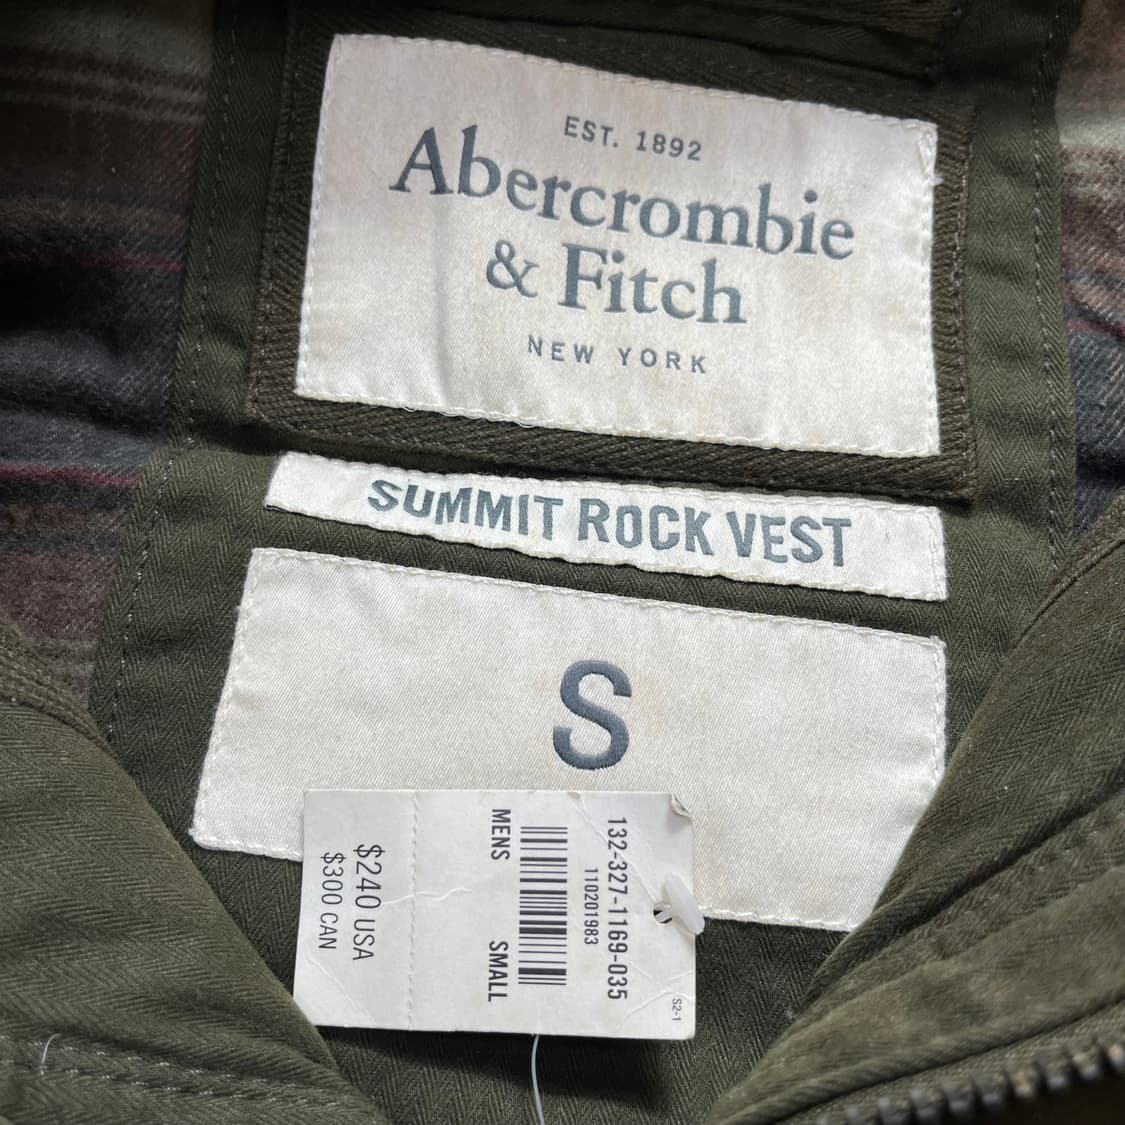 EST. 1892
Abercrombie
& Fitch
NEW YORK
SUMMIT ROCK VEST
S
132-327-1169-035
110201983
MENS SMALL
$240 USA
$300 CAN
S2-1